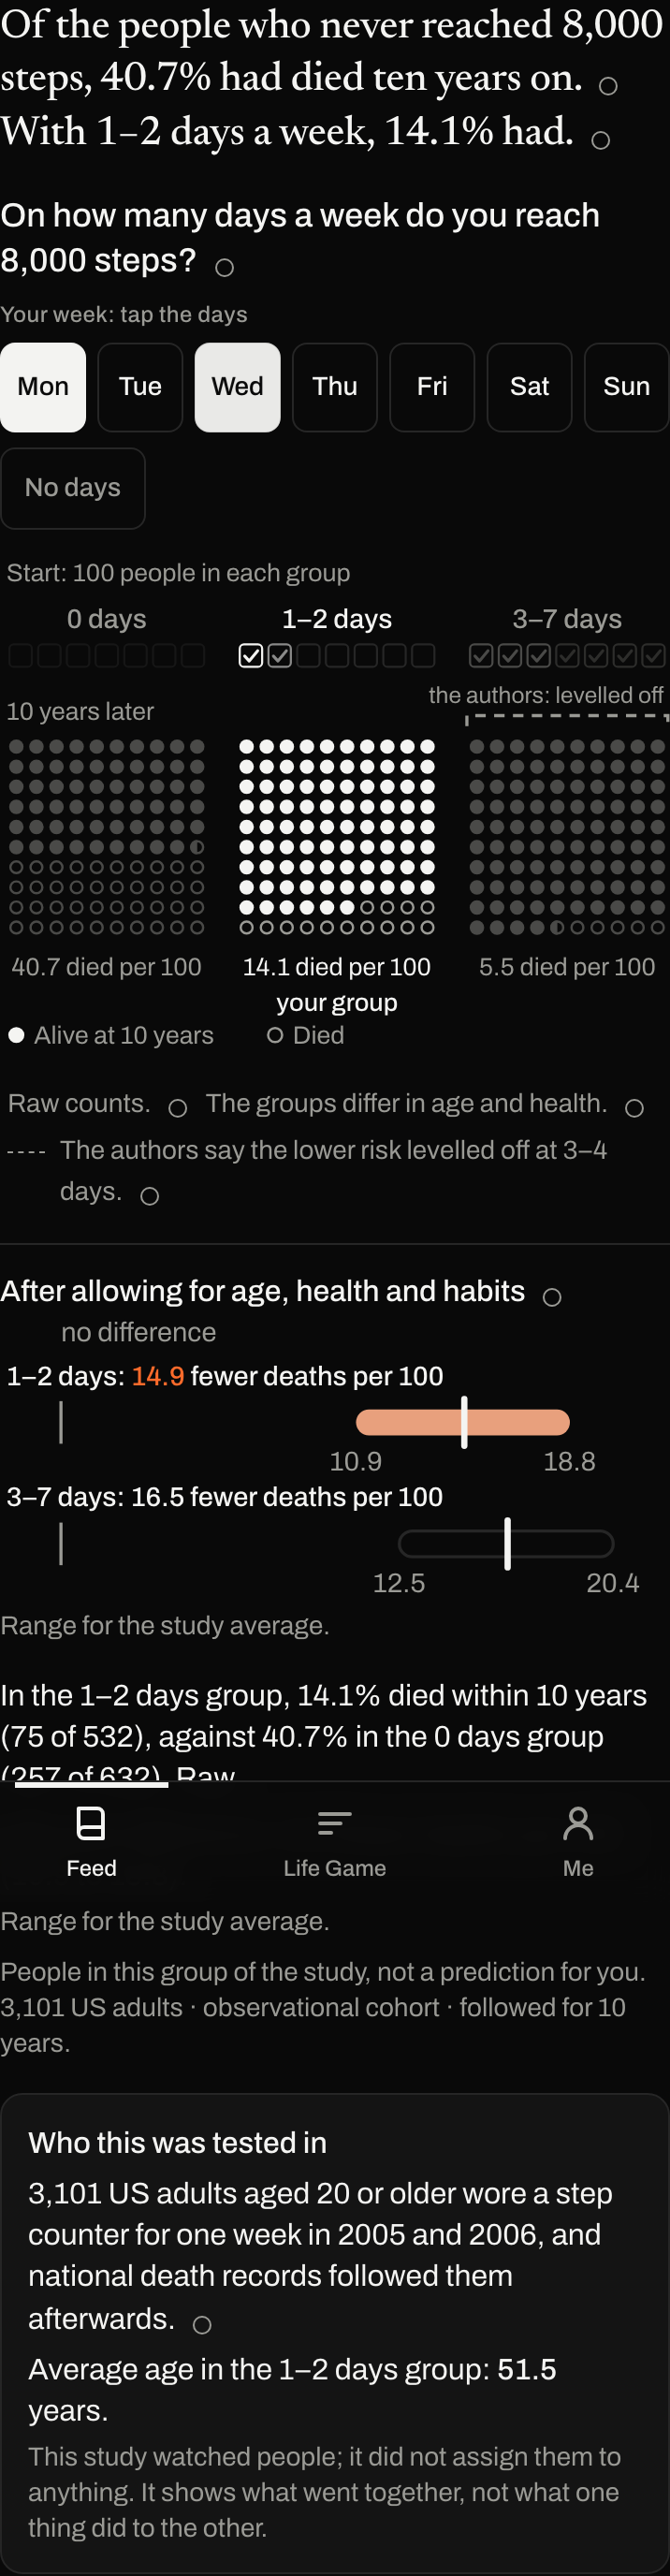 Of the people who never reached 8,000
steps, 40.7% had died ten years on.
With 1–2 days a week, 14.1% had.
On how many days a week do you reach
8,000 steps?
Your week: tap the days
Mon Tue Wed Thu Fri Sat Sun
No days
Start: 100 people in each group
0 days 1–2 days 3–7 days
the authors: levelled off
10 years later
40.7 died per 100 14.1 died per 100 5.5 died per 100
your group
Alive at 10 years Died
Raw counts. The groups differ in age and health.
The authors say the lower risk levelled off at 3–4
days.
After allowing for age, health and habits
no difference
1–2 days: 14.9 fewer deaths per 100
10.9 18.8
3–7 days: 16.5 fewer deaths per 100
12.5 20.4
Range for the study average.
In the 1–2 days group, 14.1% died within 10 years
(75 of 532), against 40.7% in the 0 days group
(257 of 632). Raw
Feed Life Game Me
Range for the study average.
People in this group of the study, not a prediction for you.
3,101 US adults · observational cohort · followed for 10
years.
Who this was tested in
3,101 US adults aged 20 or older wore a step
counter for one week in 2005 and 2006, and
national death records followed them
afterwards.
Average age in the 1–2 days group: 51.5
years.
This study watched people; it did not assign them to
anything. It shows what went together, not what one
thing did to the other.